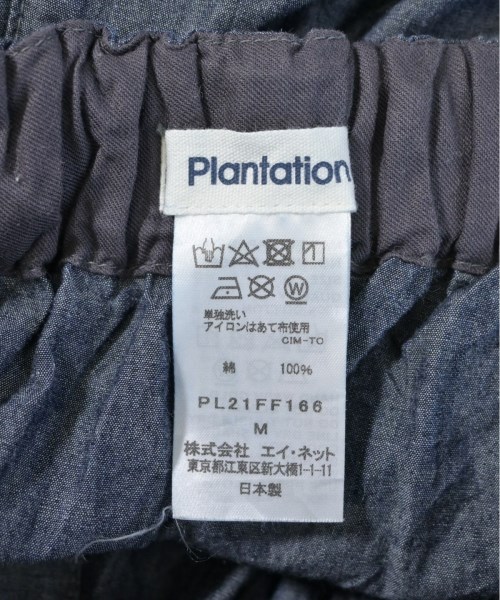 Plantation
単独洗い
アイロンはあて布使用
CIM-TO
綿 100%
PL21FF166
M
株式会社 エイ・ネット
東京都江東区新大橋1-1-11
日本製